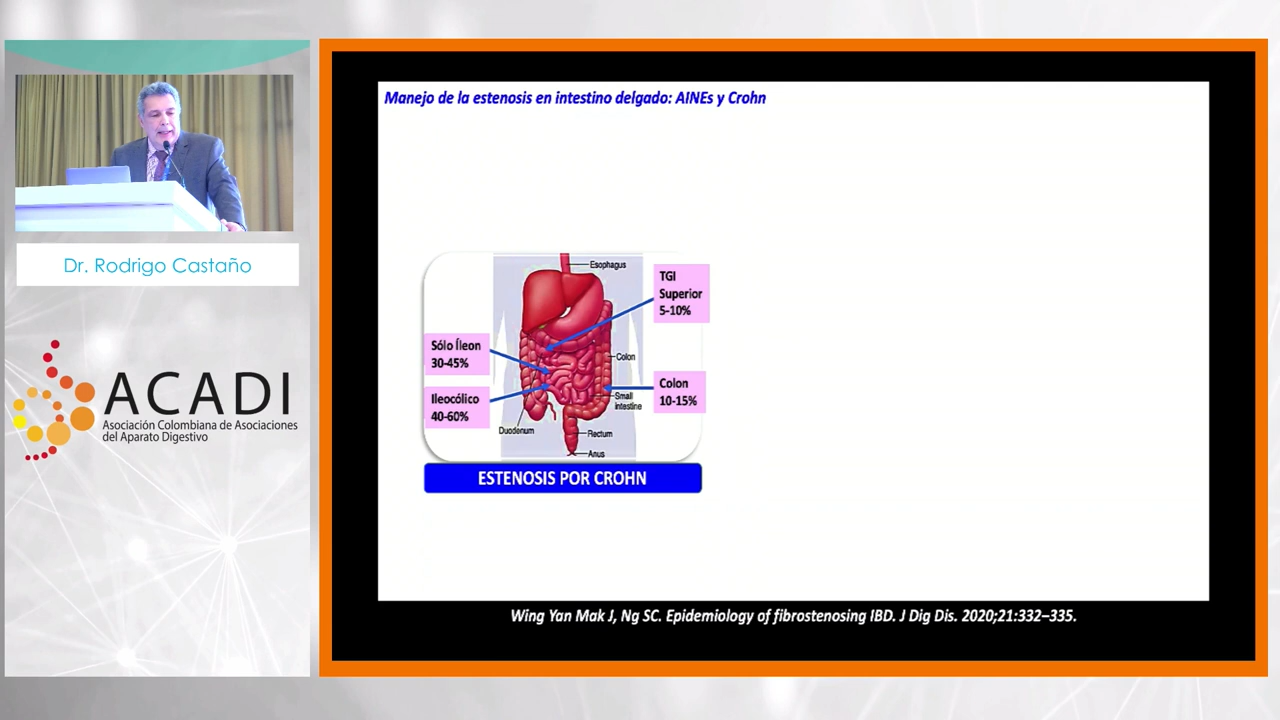 Manejo de la estenosis en intestino delgado: AINEs y Crohn
Dr. Rodrigo Castaño
ACADI
Asociación Colombiana de Asociaciones
del Aparato Digestivo
Esophagus
TGI
Superior
5-10%
Sólo Íleon
30-45%
Colon
Colon
10-15%
Ileocólico
40-60%
Small
Intestine
Duodenum
Rectum
Anus
ESTENOSIS POR CROHN
Wing Yan Mak J, Ng SC. Epidemiology of fibrostenosing IBD. J Dig Dis. 2020;21:332–335.